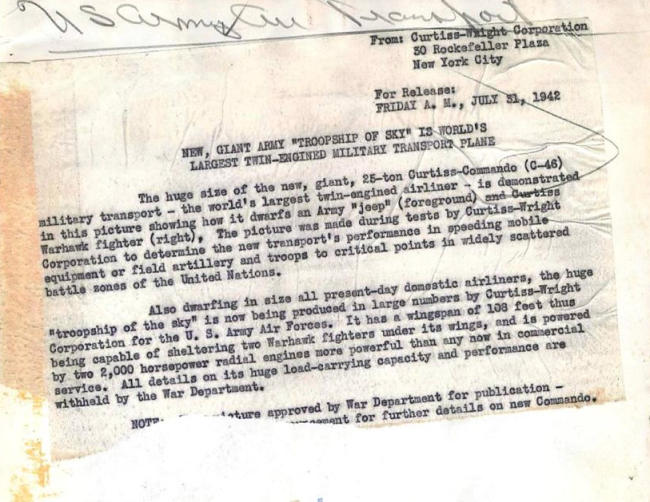 US Army Air Transport
From: Curtiss-Wright Corporation
30 Rockefeller Plaza
New York City
For Release:
FRIDAY A. M., JULY 31, 1942
NEW, GIANT ARMY "TROOPSHIP OF SKY" IS WORLD'S
LARGEST TWIN-ENGINED MILITARY TRANSPORT PLANE
The huge size of the new, giant, 25-ton Curtiss-Commando (C-46)
military transport - the world's largest twin-engined airliner - is demonstrated
in this picture showing how it dwarfs an Army "jeep" (foreground) and Curtiss
Warhawk fighter (right). The picture was made during tests by Curtiss-Wright
Corporation to determine the new transport's performance in speeding mobile
equipment or field artillery and troops to critical points in widely scattered
battle zones of the United Nations.
Also dwarfing in size all present-day domestic airliners, the huge
"troopship of the sky" is now being produced in large numbers by Curtiss-Wright
Corporation for the U. S. Army Air Forces. It has a wingspan of 108 feet thus
being capable of sheltering two Warhawk fighters under its wings, and is powered
by two 2,000 horsepower radial engines more powerful than any now in commercial
service. All details on its huge load-carrying capacity and performance are
withheld by the War Department.
NOTE: picture approved by War Department for publication -
for further details on new Commando.